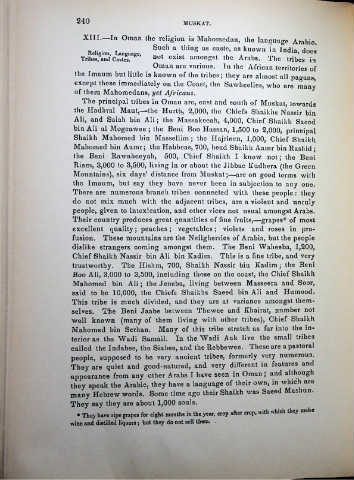 240
MUSKAT.
XIII.—In Oman the religion is Mahomedan, the language Arabic.
Religion, Language, Tribes, and Castes.
Such a thing as caste, as known in India, does
not exist amongst the Arabs. The tribes in
Oman are various. In the African territories of
the Imaum but little is known of the tribes; they are almost all pagans,
except those immediately on the Coast, the Sawheelies, who are many
of them Mahomedans, yet Africans.
The principal tribes in Oman are, east and south of Muskat, towards
the Hadhrul Maut,—the Hurth, 2,000, the Chiefs Shaikhs Nassir bin
Ali, and Salah bin Ali; the Massakeeah, 4,000, Chief Shaikh Saeed
bin Ali al Mogeawee; the Beni Boo Hassan, 1,500 to 2,000, principal
Shaikh Mahomed bin Masellim; the Hajrieen, 1,000, Chief Shaikh
Mahomed bin Aamr; the Habbeas, 700, head Shaikh Aamr bin Rashid;
the Beni Rawaheeyah, 500, Chief Shaikh I know not; the Beni
Riam, 3,000 to 3,500, living in or about the Jibbac Kudhera (the Green
Mountains), six days' distance from Muskat;—are on good terms with
the Imaum, but say they have never been in subjection to any one.
There are numerous branch tribes connected with these people: they
do not mix much with the adjacent tribes, are a violent and unruly
people, given to intoxication, and other vices not usual amongst Arabs.
Their country produces great quantities of fine fruits,—grapes* of most
excellent quality; peaches; vegetables; violets and roses in pro-
fusion. These mountains are the Neilgherries of Arabia, but the people
dislike strangers coming amongst them. The Beni Waheeba, 1,200,
Chief Shaikh Nassir bin Ali bin Kadim. This is a fine tribe, and very
trustworthy. The Hishm, 700, Shaikh Nassir bin Kadim; the Beni
Boo Ali, 3,000 to 3,500, including those on the coast, the Chief Shaikh
Mahomed bin Ali; the Jeneba, living between Masseera and Soor,
said to be 10,000, the Chiefs Shaikhs Saeed bin Ali and Humood.
This tribe is much divided, and they are at variance amongst them-
selves. The Beni Jaabe between Thewee and Khairat, number not
well known (many of them living with other tribes), Chief Shaikh
Mahomed bin Serhan. Many of this tribe stretch as far into the in-
terior as the Wadi Samail. In the Wadi Ank live the small tribes
called the Indabee, the Siabee, and the Rebbewee. These are a pastoral
people, supposed to be very ancient tribes, formerly very numerous.
They are quiet and good-natured, and very different in features and
appearance from any other Arabs I have seen in Oman; and although
they speak the Arabic, they have a language of their own, in which are
many Hebrew words. Some time ago their Shaikh was Saeed Mashun.
They say they are about 1,000 souls.
* They have ripe grapes for eight months in the year, crop after crop, with which they make
wine and distilled liquors; but they do not sell them.